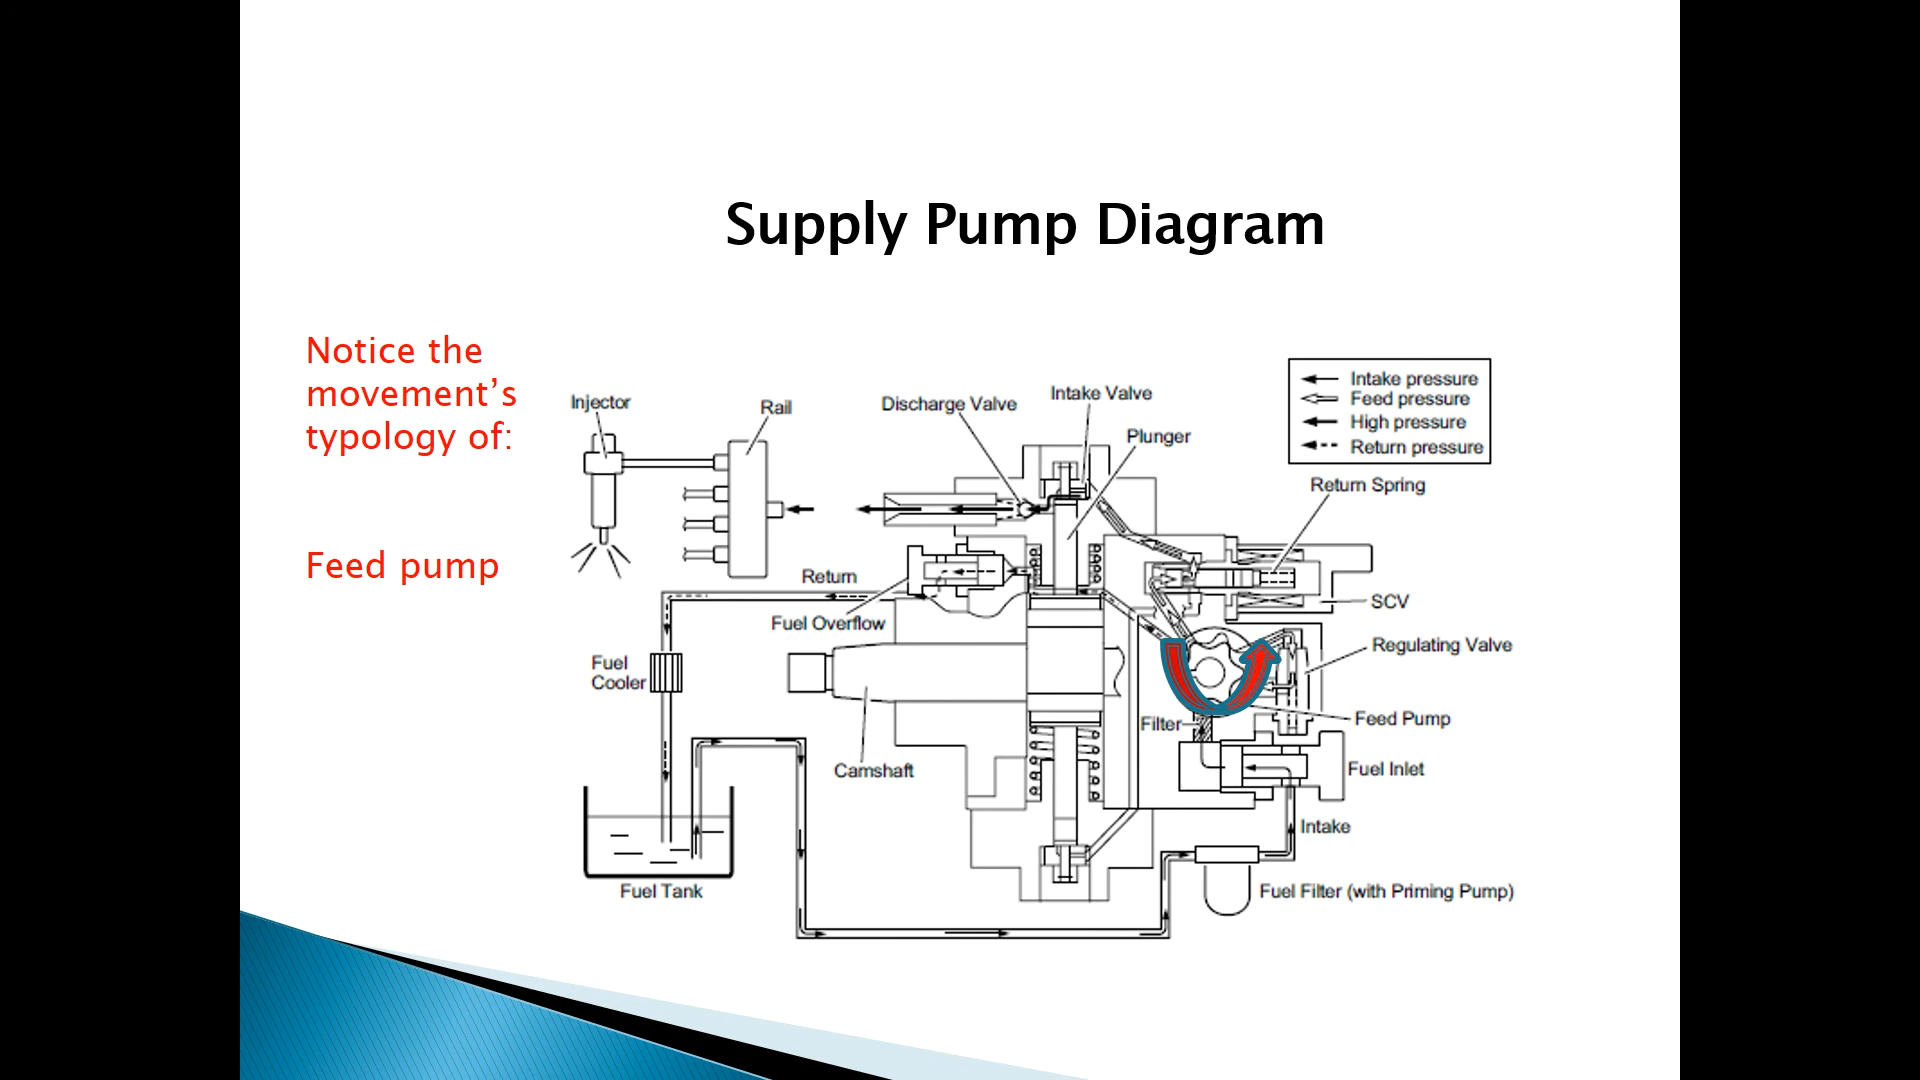 Supply Pump Diagram
Notice the
movement’s
typology of:
Feed pump
Injector
Rail
Discharge Valve
Intake Valve
Plunger
Intake pressure
Feed pressure
High pressure
Return pressure
Return Spring
Return
SCV
Fuel Overflow
Regulating Valve
Fuel
Cooler
Filter
Feed Pump
Camshaft
Fuel Inlet
Intake
Fuel Tank
Fuel Filter (with Priming Pump)